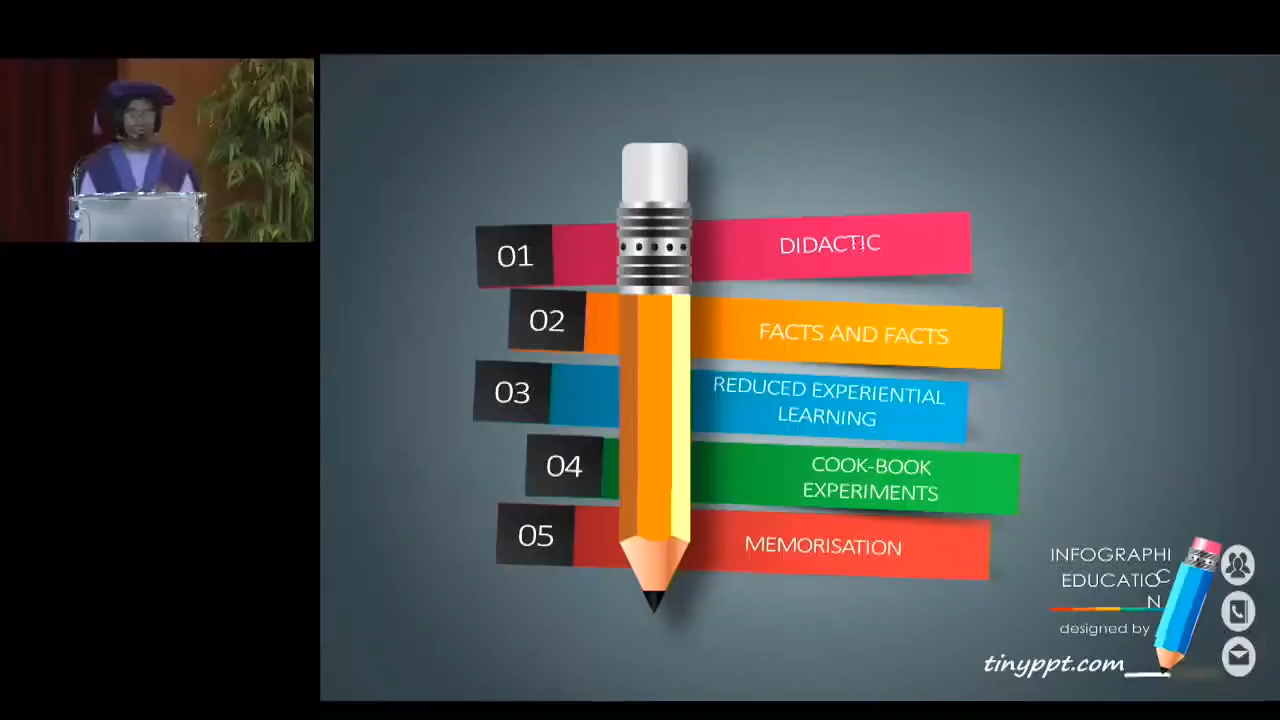 01
DIDACTIC
02
FACTS AND FACTS
03
REDUCED EXPERIENTIAL
LEARNING
04
COOK-BOOK
EXPERIMENTS
05
MEMORISATION
INFOGRAPHI
C
EDUCATIO
N
designed by
tinyppt.com